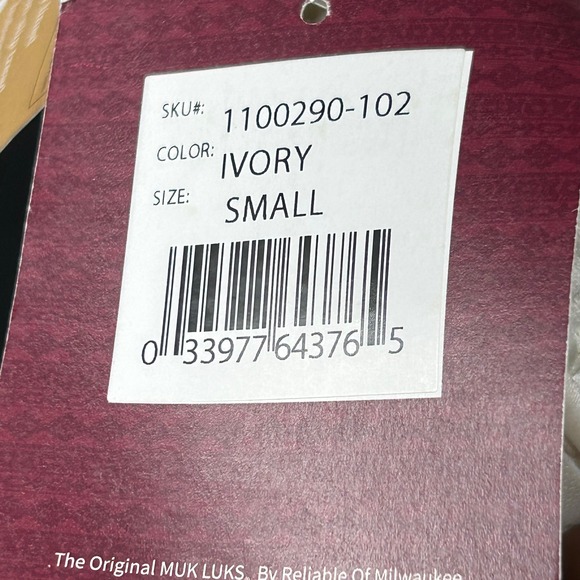 SKU#: 1100290-102
COLOR: IVORY
SIZE: SMALL
0 33977 64376 5
The Original MUK LUKS® By Reliable Of Milwaukee